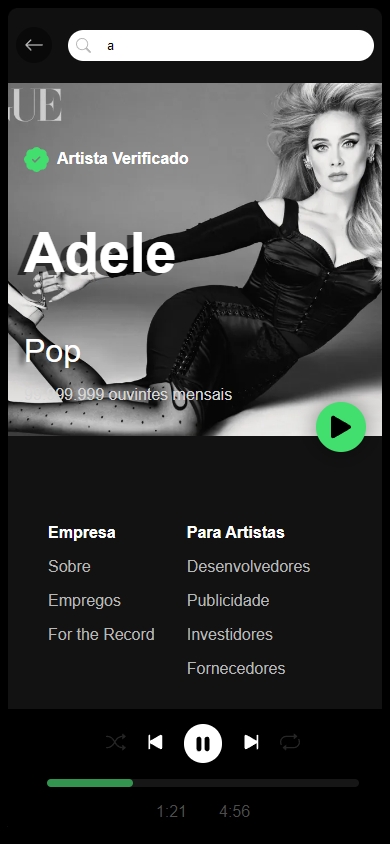 a
GUE
Artista Verificado
Adele
Pop
99.999 ouvintes mensais
Empresa
Para Artistas
Sobre
Desenvolvedores
Empregos
Publicidade
For the Record
Investidores
Fornecedores
1:21
4:56